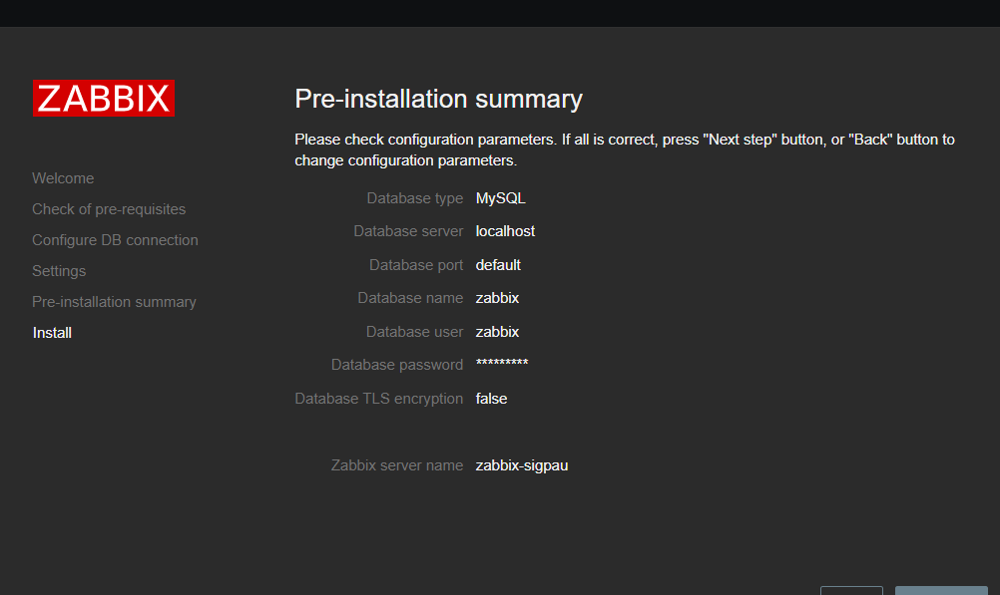 ZABBIX
Welcome
Check of pre-requisites
Configure DB connection
Settings
Pre-installation summary
Install
Pre-installation summary
Please check configuration parameters. If all is correct, press "Next step" button, or "Back" button to
change configuration parameters.
Database type MySQL
Database server localhost
Database port default
Database name zabbix
Database user zabbix
Database password *********
Database TLS encryption false
Zabbix server name zabbix-sigpau